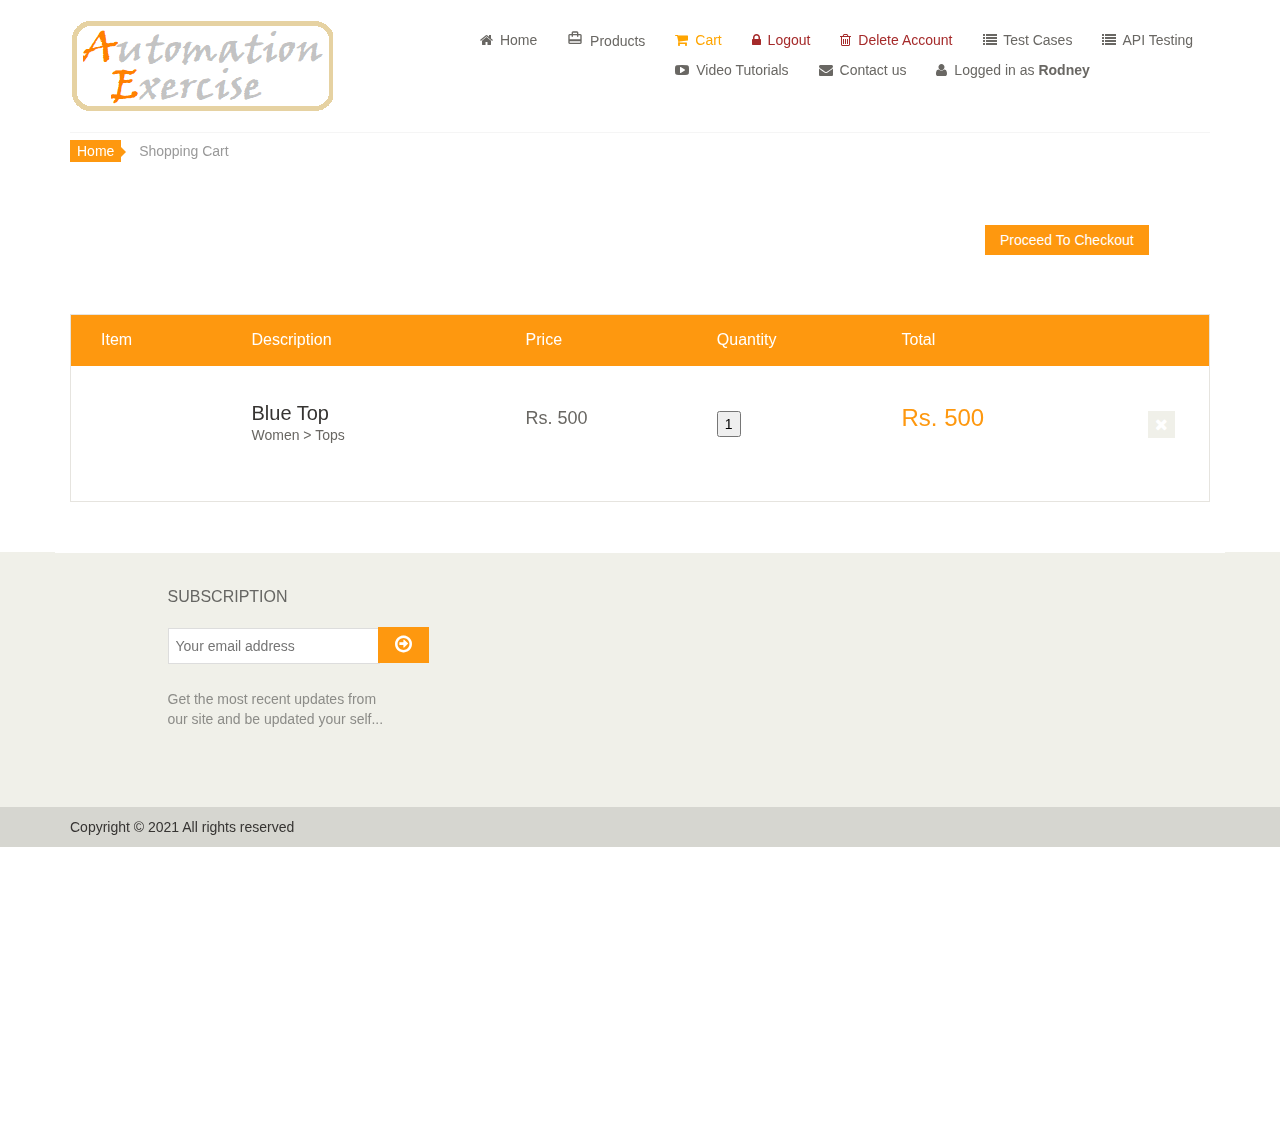 Automation
Exercise
Home
Products
Cart
Logout
Delete Account
Test Cases
API Testing
Video Tutorials
Contact us
Logged in as Rodney
Home
Shopping Cart
Proceed To Checkout
Item Description Price Quantity Total
Blue Top
Women > Tops
Rs. 500
1
Rs. 500
SUBSCRIPTION
Your email address
Get the most recent updates from
our site and be updated your self...
Copyright © 2021 All rights reserved